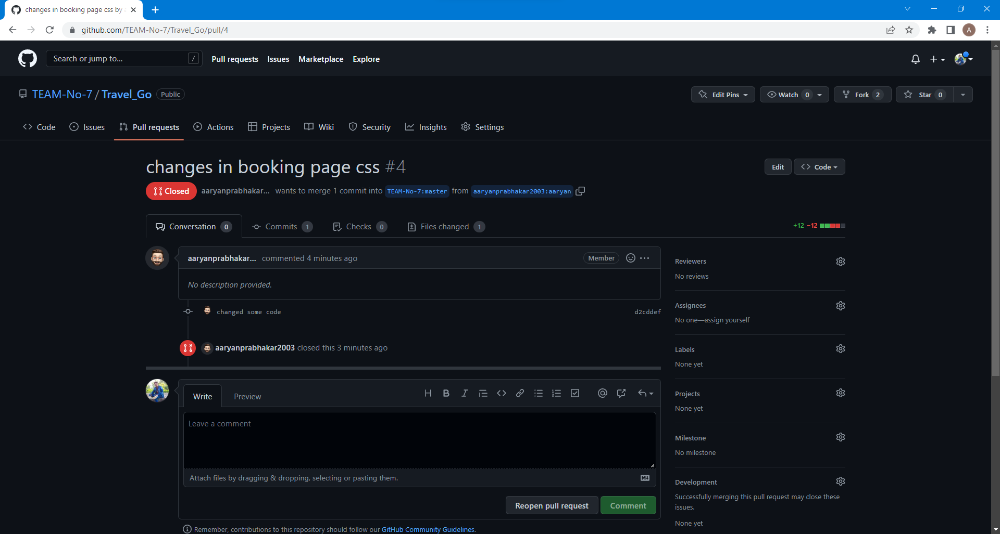 changes in booking page css by
github.com/TEAM-No-7/Travel_Go/pull/4
A
Search or jump to... /
Pull requests Issues Marketplace Explore
TEAM-No-7 / Travel_Go Public
Edit Pins Watch 0 Fork 2 Star 0
Code Issues Pull requests Actions Projects Wiki Security Insights Settings
changes in booking page css #4
Edit <> Code
Closed aaryanprabhakar... wants to merge 1 commit into TEAM-No-7:master from aaryanprabhakar2003:aaryan
Conversation 0 Commits 1 Checks 0 Files changed 1
+12 −12
aaryanprabhakar... commented 4 minutes ago Member
No description provided.
changed some code d2cddef
aaryanprabhakar2003 closed this 3 minutes ago
Write Preview
Leave a comment
Attach files by dragging & dropping, selecting or pasting them.
Reopen pull request Comment
Remember, contributions to this repository should follow our GitHub Community Guidelines.
Reviewers
No reviews
Assignees
No one—assign yourself
Labels
None yet
Projects
None yet
Milestone
No milestone
Development
Successfully merging this pull request may close these
issues.
None yet